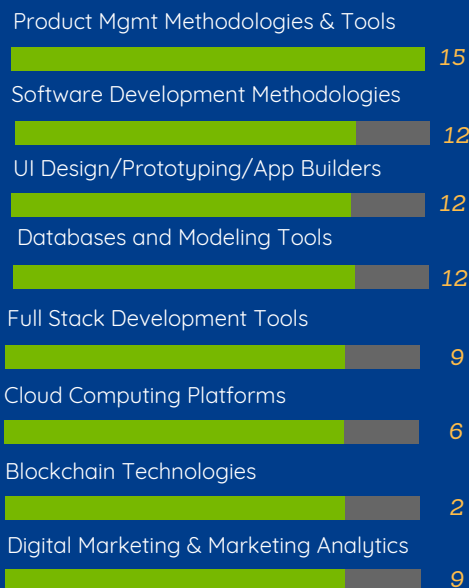 Product Mgmt Methodologies & Tools
15
Software Development Methodologies
12
UI Design/Prototyping/App Builders
12
Databases and Modeling Tools
12
Full Stack Development Tools
9
Cloud Computing Platforms
6
Blockchain Technologies
2
Digital Marketing & Marketing Analytics
9